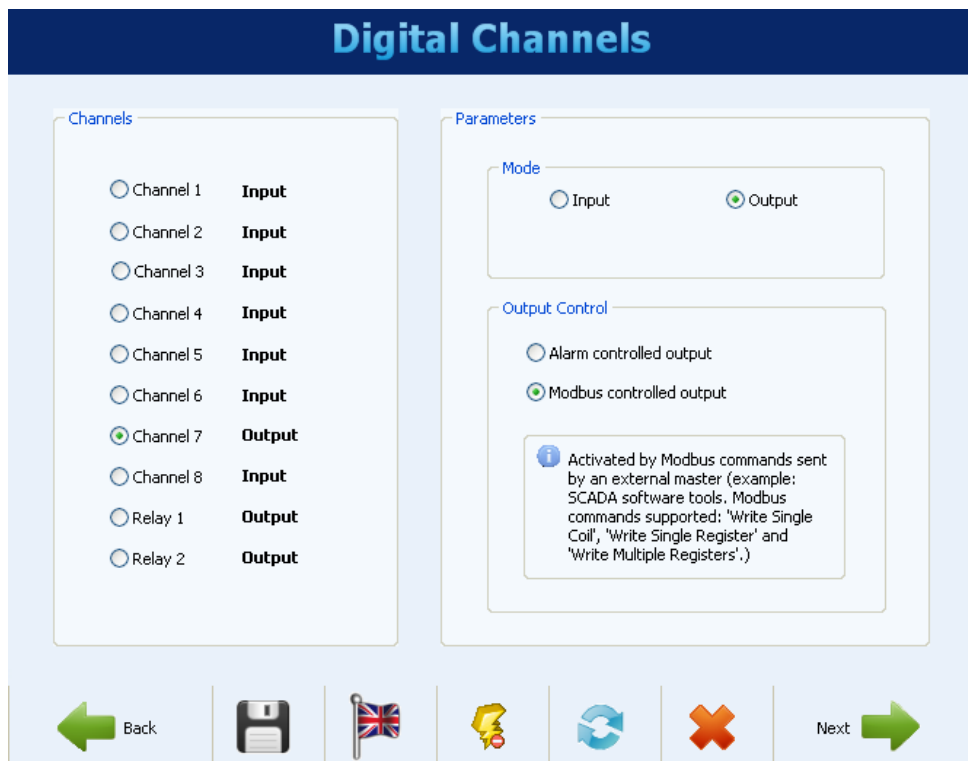 Digital Channels
Channels
Channel 1 Input
Channel 2 Input
Channel 3 Input
Channel 4 Input
Channel 5 Input
Channel 6 Input
Channel 7 Output
Channel 8 Input
Relay 1 Output
Relay 2 Output
Parameters
Mode
Input Output
Output Control
Alarm controlled output
Modbus controlled output
Activated by Modbus commands sent
by an external master (example:
SCADA software tools. Modbus
commands supported: 'Write Single
Coil', 'Write Single Register' and
'Write Multiple Registers'.)
Back Next